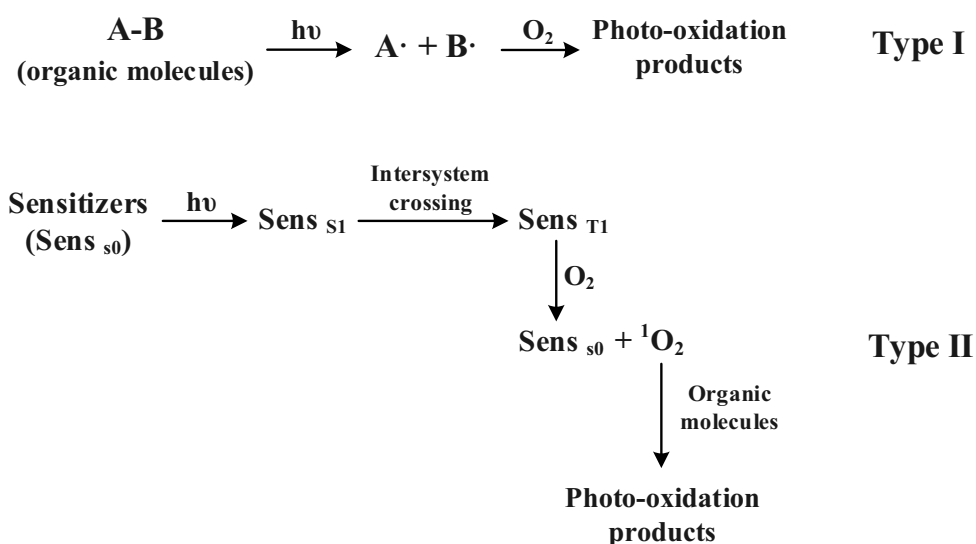 A-B
(organic molecules)
hυ
A· + B·
O₂
Photo-oxidation
products
Type I
Sensitizers
(Sens s0)
hυ
Sens S1
Intersystem
crossing
Sens T1
O₂
Sens s0 + ¹O₂
Type II
Organic
molecules
Photo-oxidation
products